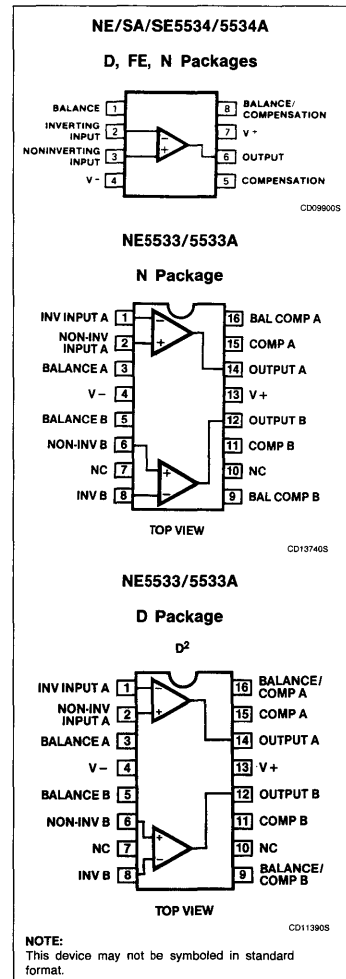 NE/SA/SE5534/5534A
D, FE, N Packages
BALANCE 1
INVERTING INPUT 2
NONINVERTING INPUT 3
V- 4
8 BALANCE/COMPENSATION
7 V+
6 OUTPUT
5 COMPENSATION
- +
CD09900S
NE5533/5533A
N Package
INV INPUT A 1
NON-INV INPUT A 2
BALANCE A 3
V- 4
BALANCE B 5
NON-INV B 6
NC 7
INV B 8
16 BAL COMP A
15 COMP A
14 OUTPUT A
13 V+
12 OUTPUT B
11 COMP B
10 NC
9 BAL COMP B
- +
+ -
TOP VIEW
CD13740S
NE5533/5533A
D Package
D²
INV INPUT A 1
NON-INV INPUT A 2
BALANCE A 3
V- 4
BALANCE B 5
NON-INV B 6
NC 7
INV B 8
16 BALANCE/COMP A
15 COMP A
14 OUTPUT A
13 V+
12 OUTPUT B
11 COMP B
10 NC
9 BALANCE/COMP B
- +
+ -
TOP VIEW
CD11390S
NOTE:
This device may not be symboled in standard
format.